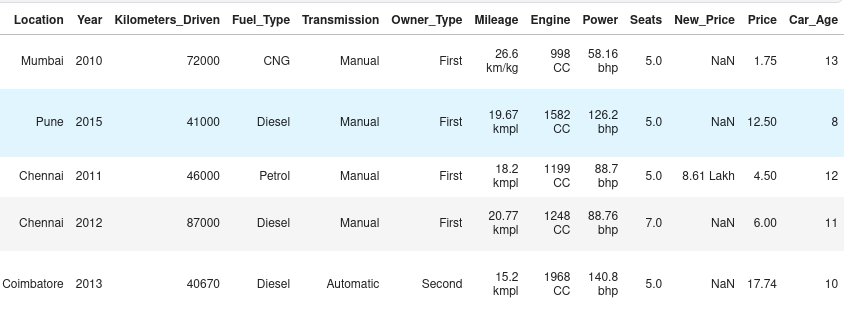 Location Year Kilometers_Driven Fuel_Type Transmission Owner_Type Mileage Engine Power Seats New_Price Price Car_Age
Mumbai 2010 72000 CNG Manual First 26.6 km/kg 998 CC 58.16 bhp 5.0 NaN 1.75 13
Pune 2015 41000 Diesel Manual First 19.67 kmpl 1582 CC 126.2 bhp 5.0 NaN 12.50 8
Chennai 2011 46000 Petrol Manual First 18.2 kmpl 1199 CC 88.7 bhp 5.0 8.61 Lakh 4.50 12
Chennai 2012 87000 Diesel Manual First 20.77 kmpl 1248 CC 88.76 bhp 7.0 NaN 6.00 11
Coimbatore 2013 40670 Diesel Automatic Second 15.2 kmpl 1968 CC 140.8 bhp 5.0 NaN 17.74 10